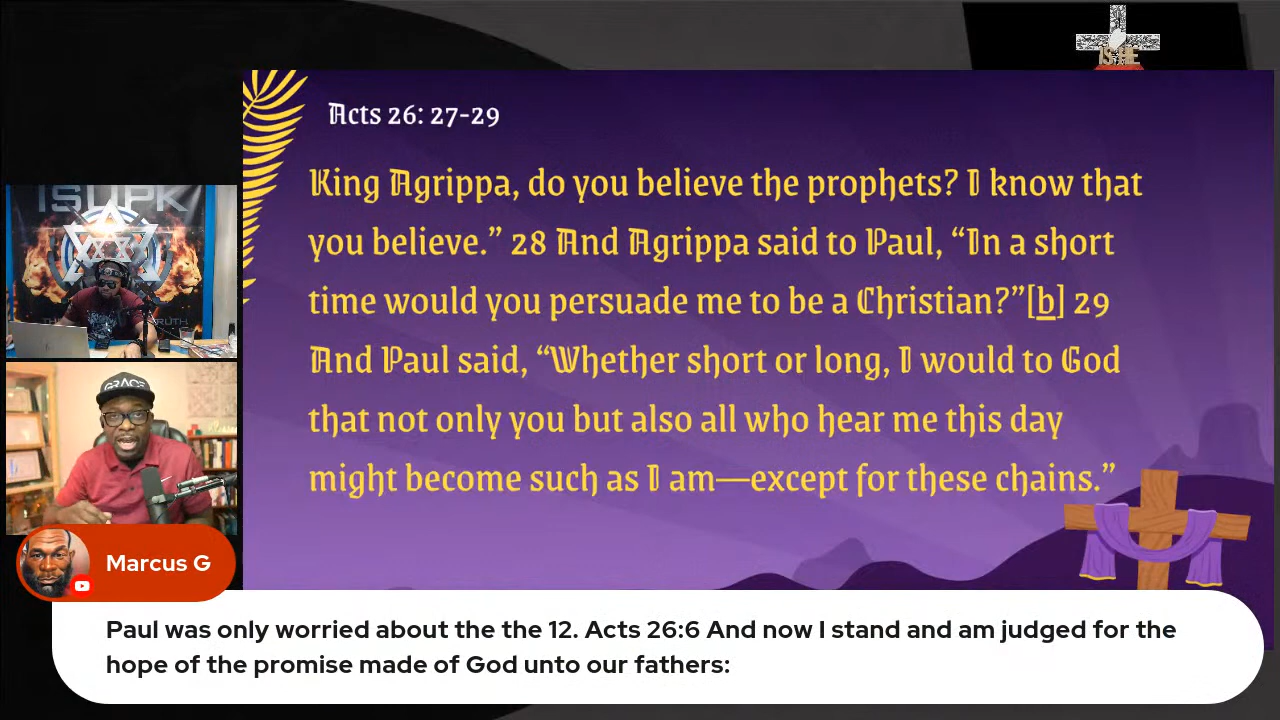 IS HE
Acts 26: 27-29
King Agrippa, do you believe the prophets? I know that
you believe.” 28 And Agrippa said to Paul, “In a short
time would you persuade me to be a Christian?”[b] 29
And Paul said, “Whether short or long, I would to God
that not only you but also all who hear me this day
might become such as I am—except for these chains.”
ISUPK
GRACE
Marcus G
Paul was only worried about the the 12. Acts 26:6 And now I stand and am judged for the
hope of the promise made of God unto our fathers: